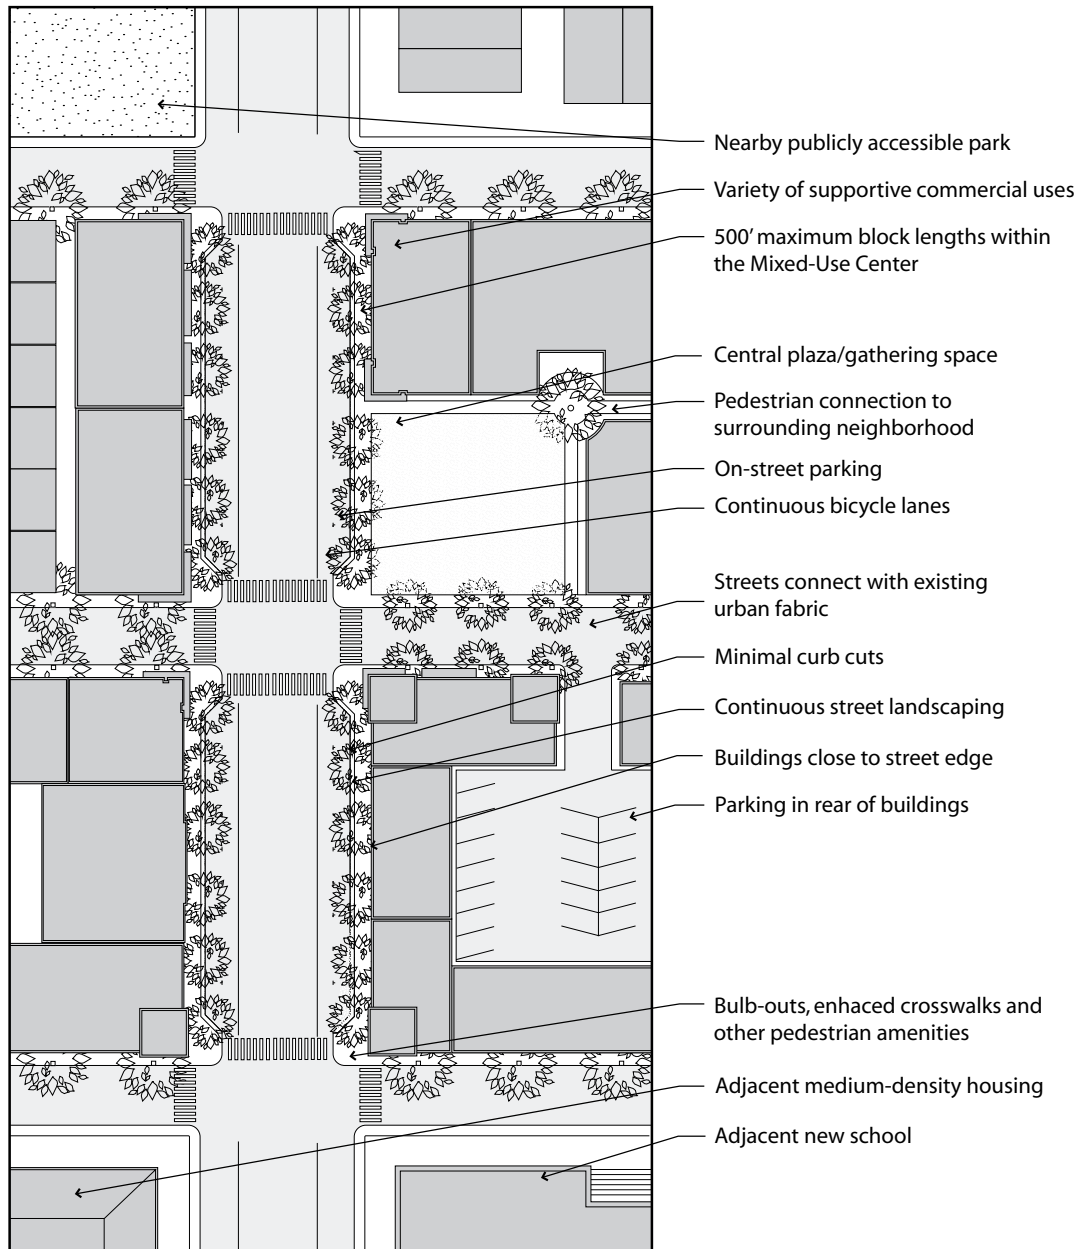 Nearby publicly accessible park
Variety of supportive commercial uses
500' maximum block lengths within
the Mixed-Use Center
Central plaza/gathering space
Pedestrian connection to
surrounding neighborhood
On-street parking
Continuous bicycle lanes
Streets connect with existing
urban fabric
Minimal curb cuts
Continuous street landscaping
Buildings close to street edge
Parking in rear of buildings
Bulb-outs, enhaced crosswalks and
other pedestrian amenities
Adjacent medium-density housing
Adjacent new school